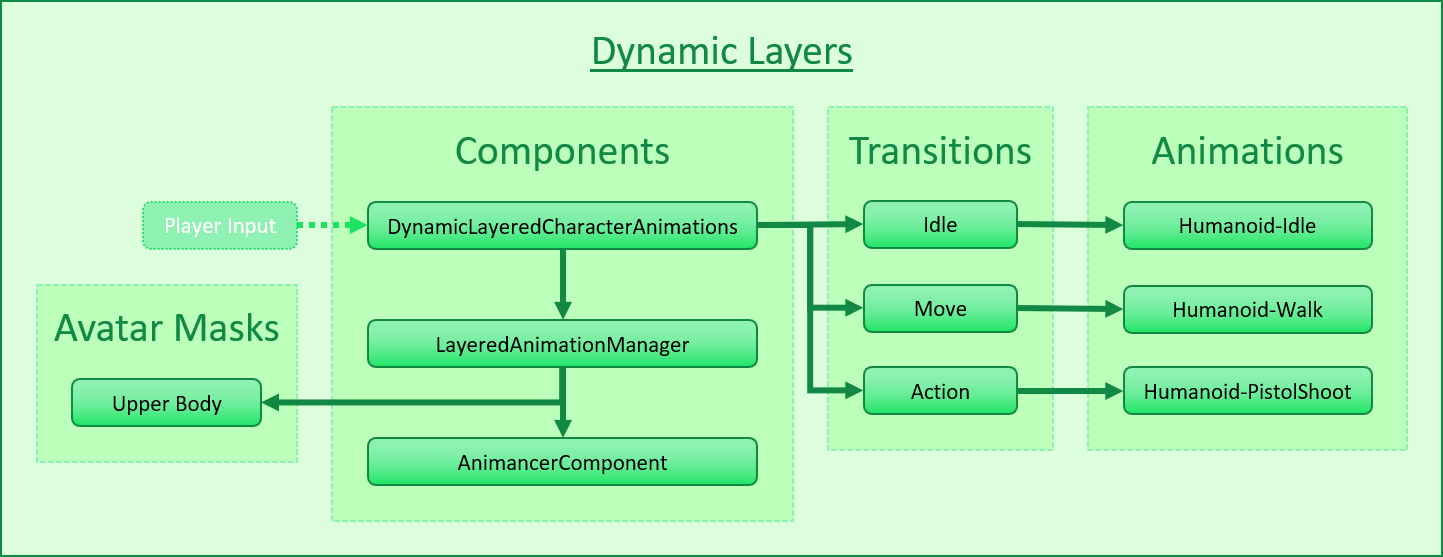 Dynamic Layers
Components
Transitions
Animations
Player Input
DynamicLayeredCharacterAnimations
Idle
Humanoid-Idle
Avatar Masks
LayeredAnimationManager
Move
Humanoid-Walk
Upper Body
Action
Humanoid-PistolShoot
AnimancerComponent